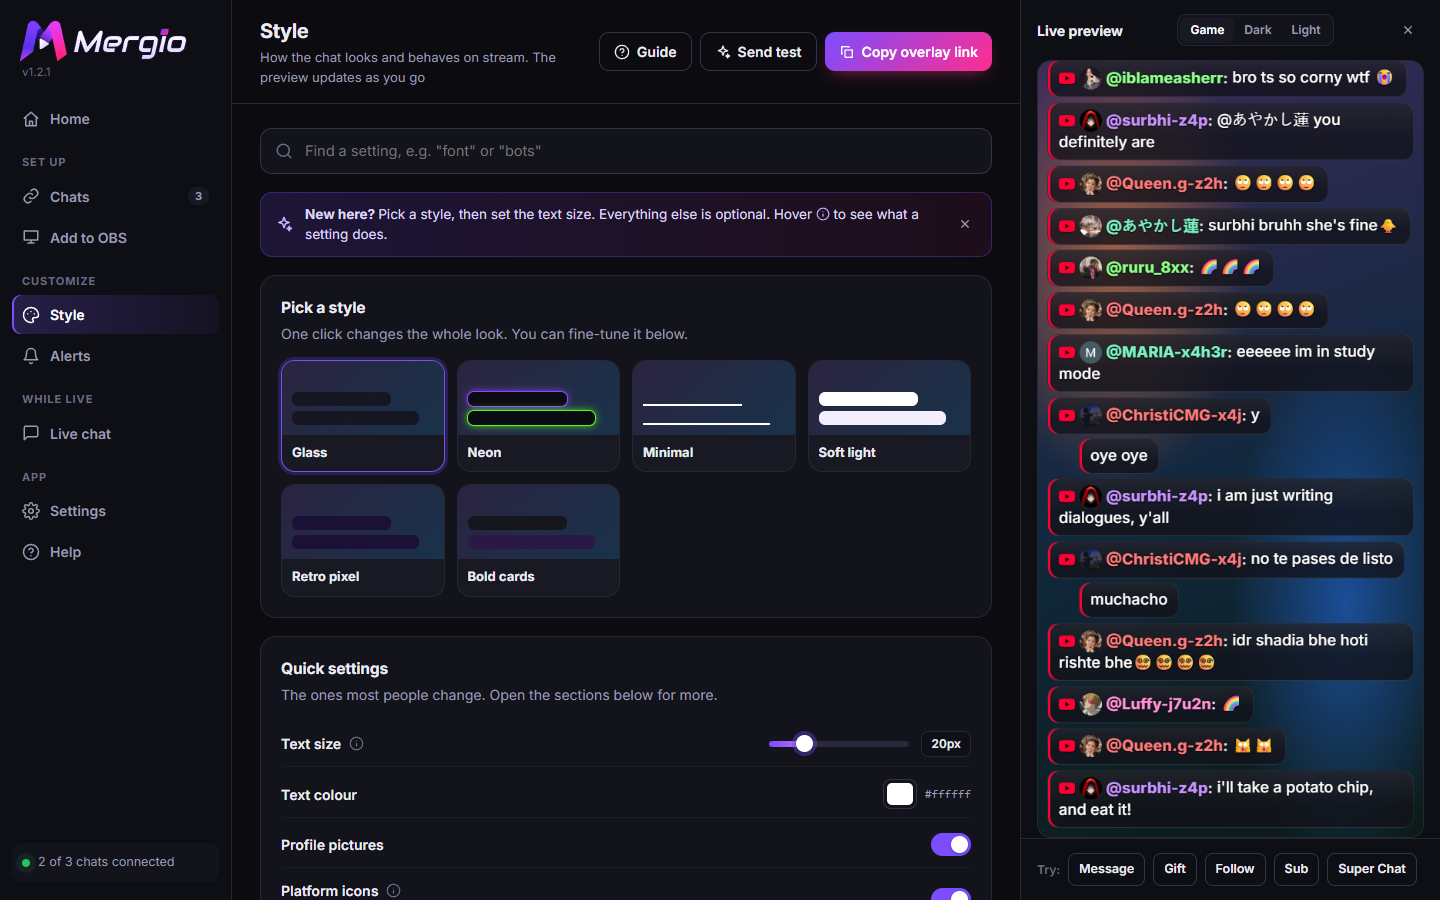 Mergio
v1.2.1
Home
SET UP
Chats
3
Add to OBS
CUSTOMIZE
Style
Alerts
WHILE LIVE
Live chat
APP
Settings
Help
2 of 3 chats connected
Style
How the chat looks and behaves on stream. The
preview updates as you go
Guide
Send test
Copy overlay link
Find a setting, e.g. "font" or "bots"
New here? Pick a style, then set the text size. Everything else is optional. Hover to see what a
setting does.
Pick a style
One click changes the whole look. You can fine-tune it below.
Glass
Neon
Minimal
Soft light
Retro pixel
Bold cards
Quick settings
The ones most people change. Open the sections below for more.
Text size
20px
Text colour
#ffffff
Profile pictures
Platform icons
Live preview
Game
Dark
Light
@iblameasherr: bro ts so corny wtf 😭
@surbhi-z4p: @あやかし蓮 you
definitely are
@Queen.g-z2h: 🙄 🙄 🙄 🙄
@あやかし蓮: surbhi bruhh she's fine
@ruru_8xx: 🌈 🌈 🌈
@Queen.g-z2h: 🙄 🙄 🙄 🙄
M @MARIA-x4h3r: eeeeee im in study
mode
@ChristiCMG-x4j: y
oye oye
@surbhi-z4p: i am just writing
dialogues, y'all
@ChristiCMG-x4j: no te pases de listo
muchacho
@Queen.g-z2h: idr shadia bhe hoti
rishte bhe
@Luffy-j7u2n: 🌈
@Queen.g-z2h:
@surbhi-z4p: i'll take a potato chip,
and eat it!
Try:
Message
Gift
Follow
Sub
Super Chat